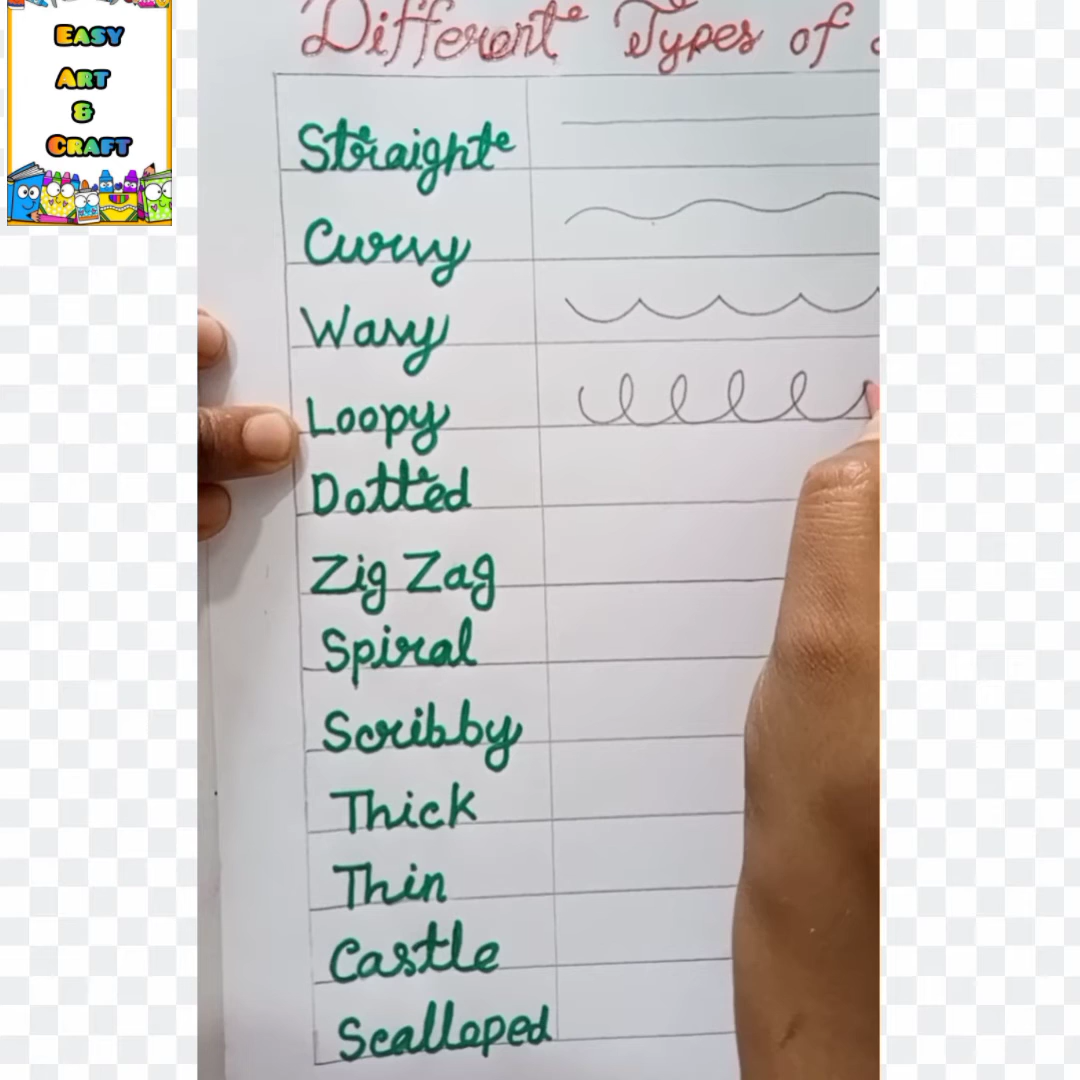 EASY
ART
&
CRAFT
Different Types of
Straight
Curvy
Wavy
Loopy
Dotted
Zig Zag
Spiral
Scribby
Thick
Thin
Castle
Scalloped